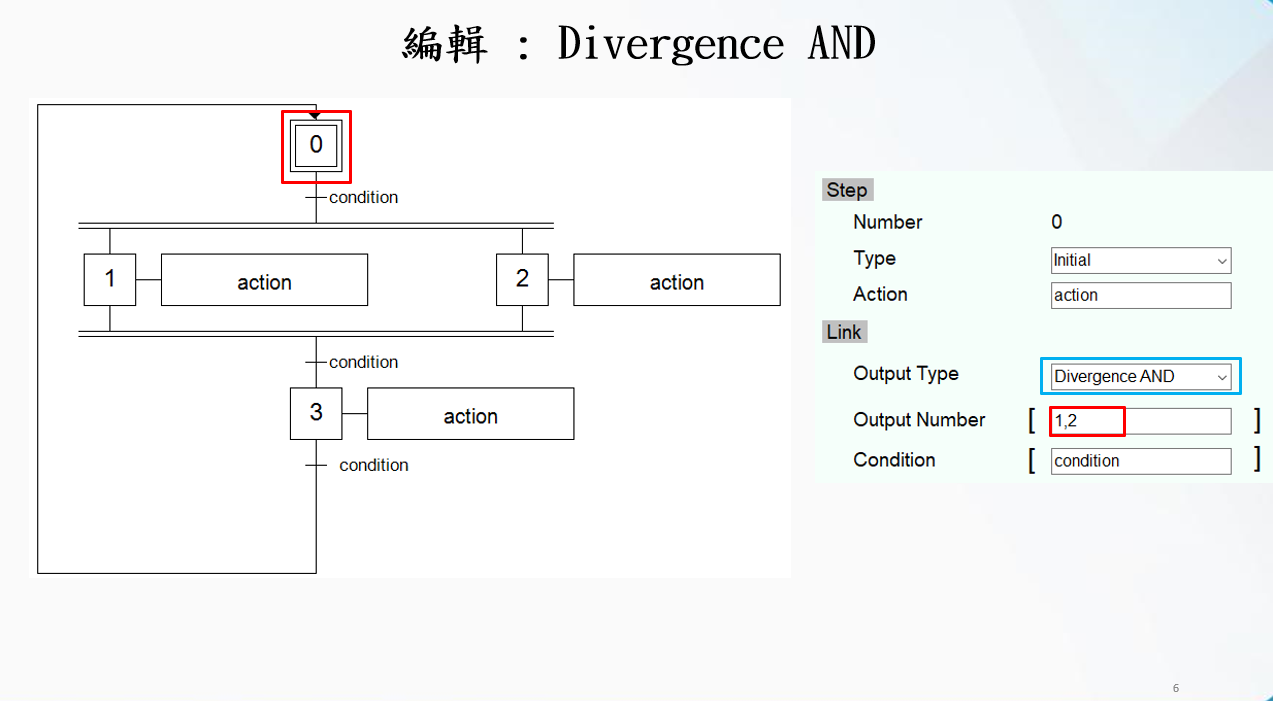 編輯 : Divergence AND
0
condition
1
action
2
action
condition
3
action
condition
Step
Number 0
Type Initial
Action action
Link
Output Type Divergence AND
Output Number [ 1,2 ]
Condition [ condition ]
6